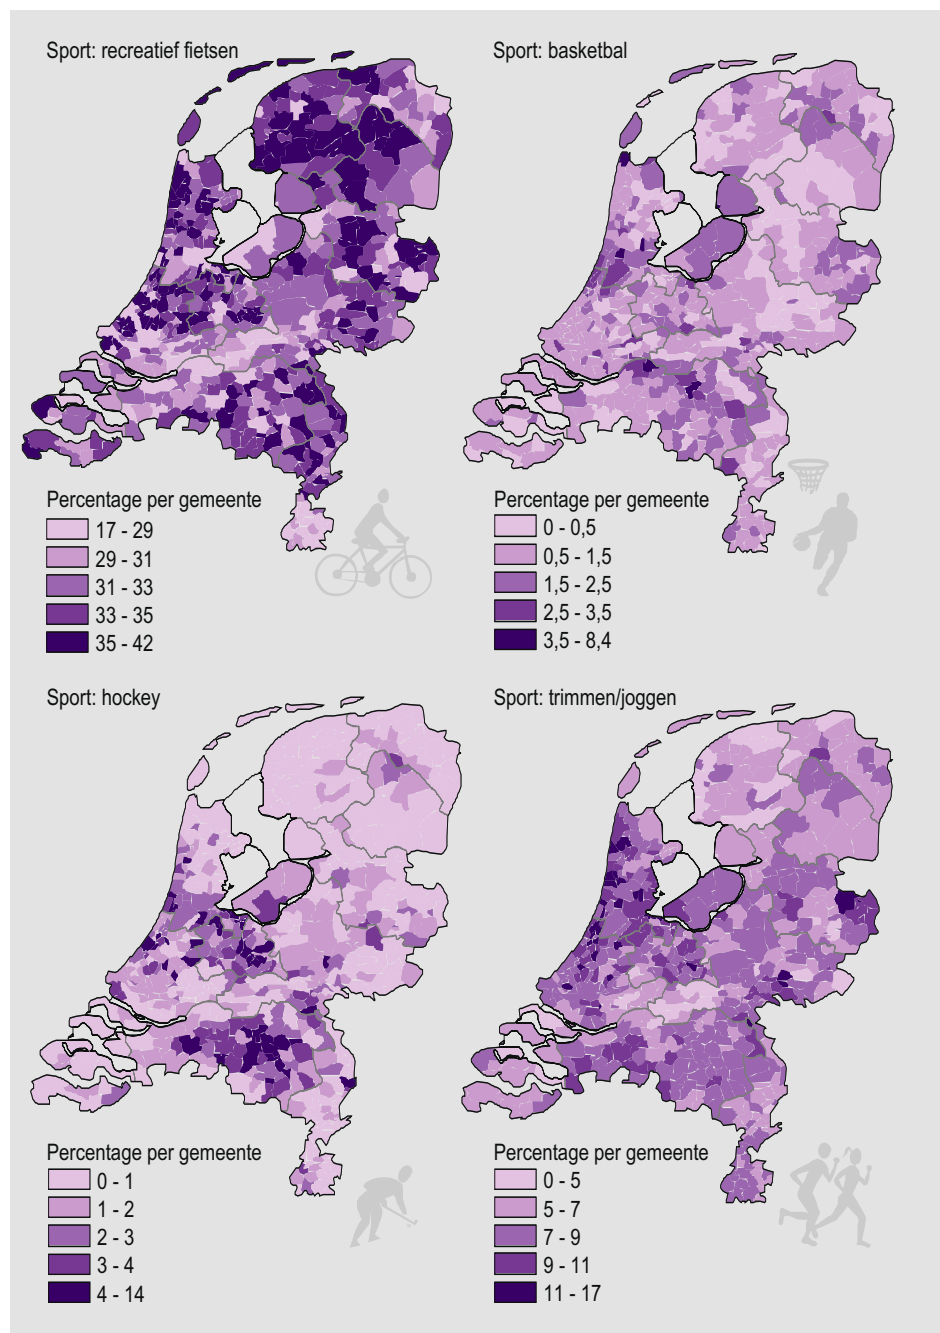 Sport: recreatief fietsen
Percentage per gemeente
17 - 29
29 - 31
31 - 33
33 - 35
35 - 42
Sport: basketbal
Percentage per gemeente
0 - 0,5
0,5 - 1,5
1,5 - 2,5
2,5 - 3,5
3,5 - 8,4
Sport: hockey
Percentage per gemeente
0 - 1
1 - 2
2 - 3
3 - 4
4 - 14
Sport: trimmen/joggen
Percentage per gemeente
0 - 5
5 - 7
7 - 9
9 - 11
11 - 17